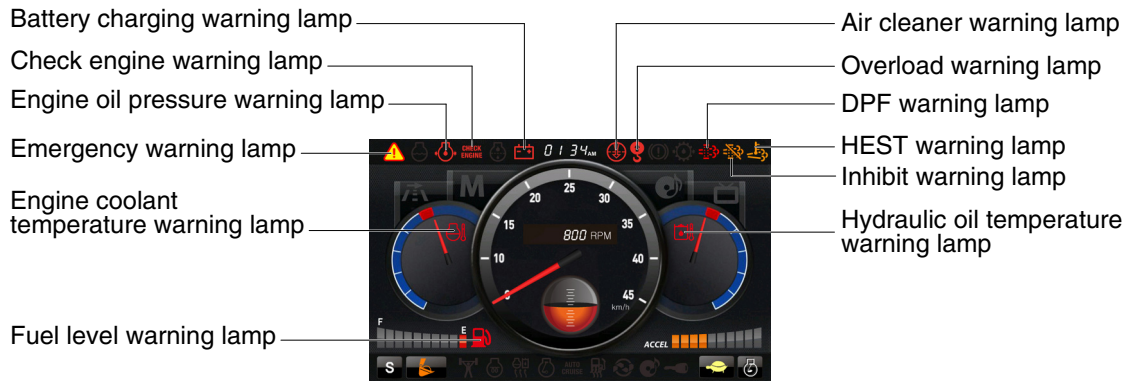 Battery charging warning lamp
Check engine warning lamp
Engine oil pressure warning lamp
Emergency warning lamp
Engine coolant
temperature warning lamp
Fuel level warning lamp
Air cleaner warning lamp
Overload warning lamp
DPF warning lamp
HEST warning lamp
Inhibit warning lamp
Hydraulic oil temperature
warning lamp
CHECK
ENGINE
01:34 AM
M
5
10
15
20
25
30
35
40
45
km/h
800 RPM
F
E
ACCEL
S
AUTO
CRUISE